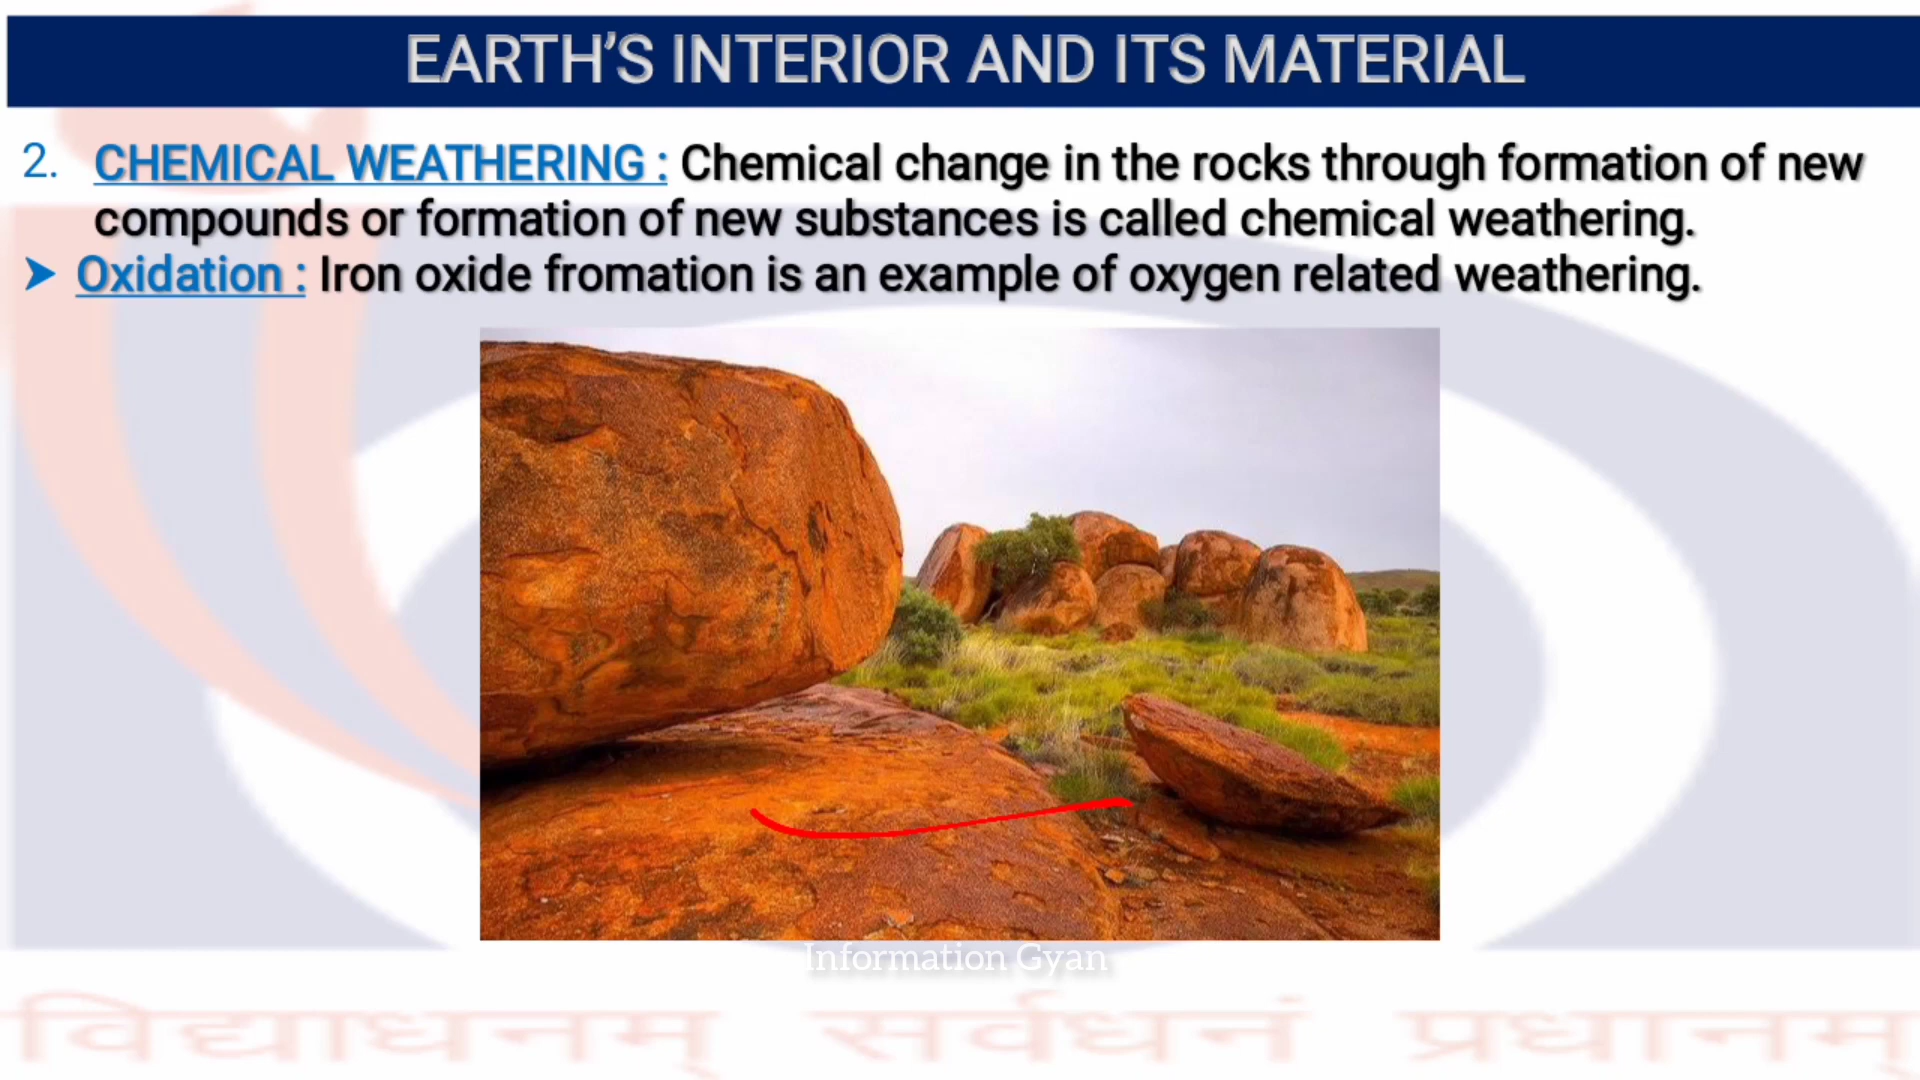 EARTH’S INTERIOR AND ITS MATERIAL
2. CHEMICAL WEATHERING : Chemical change in the rocks through formation of new
compounds or formation of new substances is called chemical weathering.
➤ Oxidation : Iron oxide fromation is an example of oxygen related weathering.
Information Gyan
विद्याधनम् सर्वधनं प्रधानम्